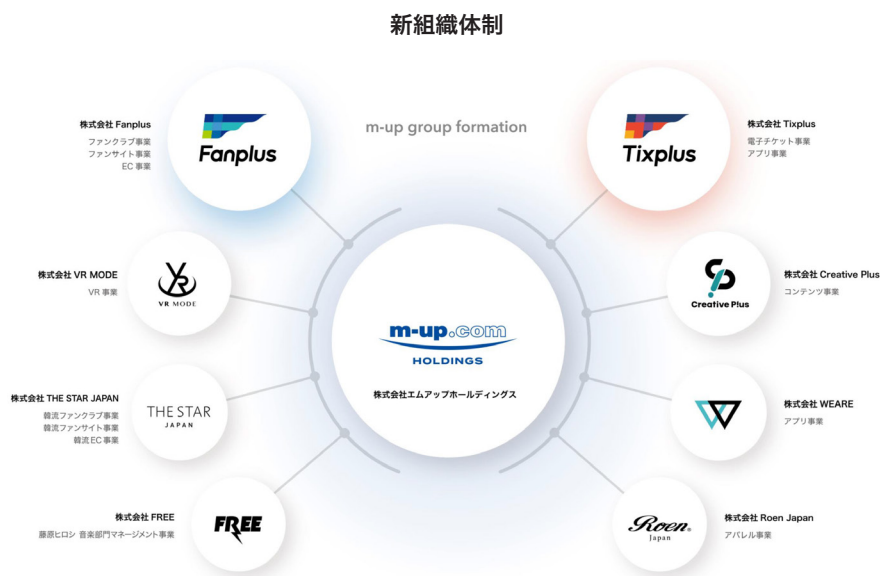 新組織体制
m-up group formation
株式会社 Fanplus
ファンクラブ事業
ファンサイト事業
EC 事業
Fanplus
Tixplus
株式会社 Tixplus
電子チケット事業
アプリ事業
株式会社 VR MODE
VR 事業
VR
VR MODE
m-up.com
HOLDINGS
株式会社エムアップホールディングス
Creative Plus
株式会社 Creative Plus
コンテンツ事業
株式会社 THE STAR JAPAN
韓流ファンクラブ事業
韓流ファンサイト事業
韓流 EC 事業
THE STAR
JAPAN
株式会社 WEARE
アプリ事業
株式会社 FREE
藤原ヒロシ 音楽部門マネージメント事業
FREE
Roen®
Japan
株式会社 Roen Japan
アパレル事業